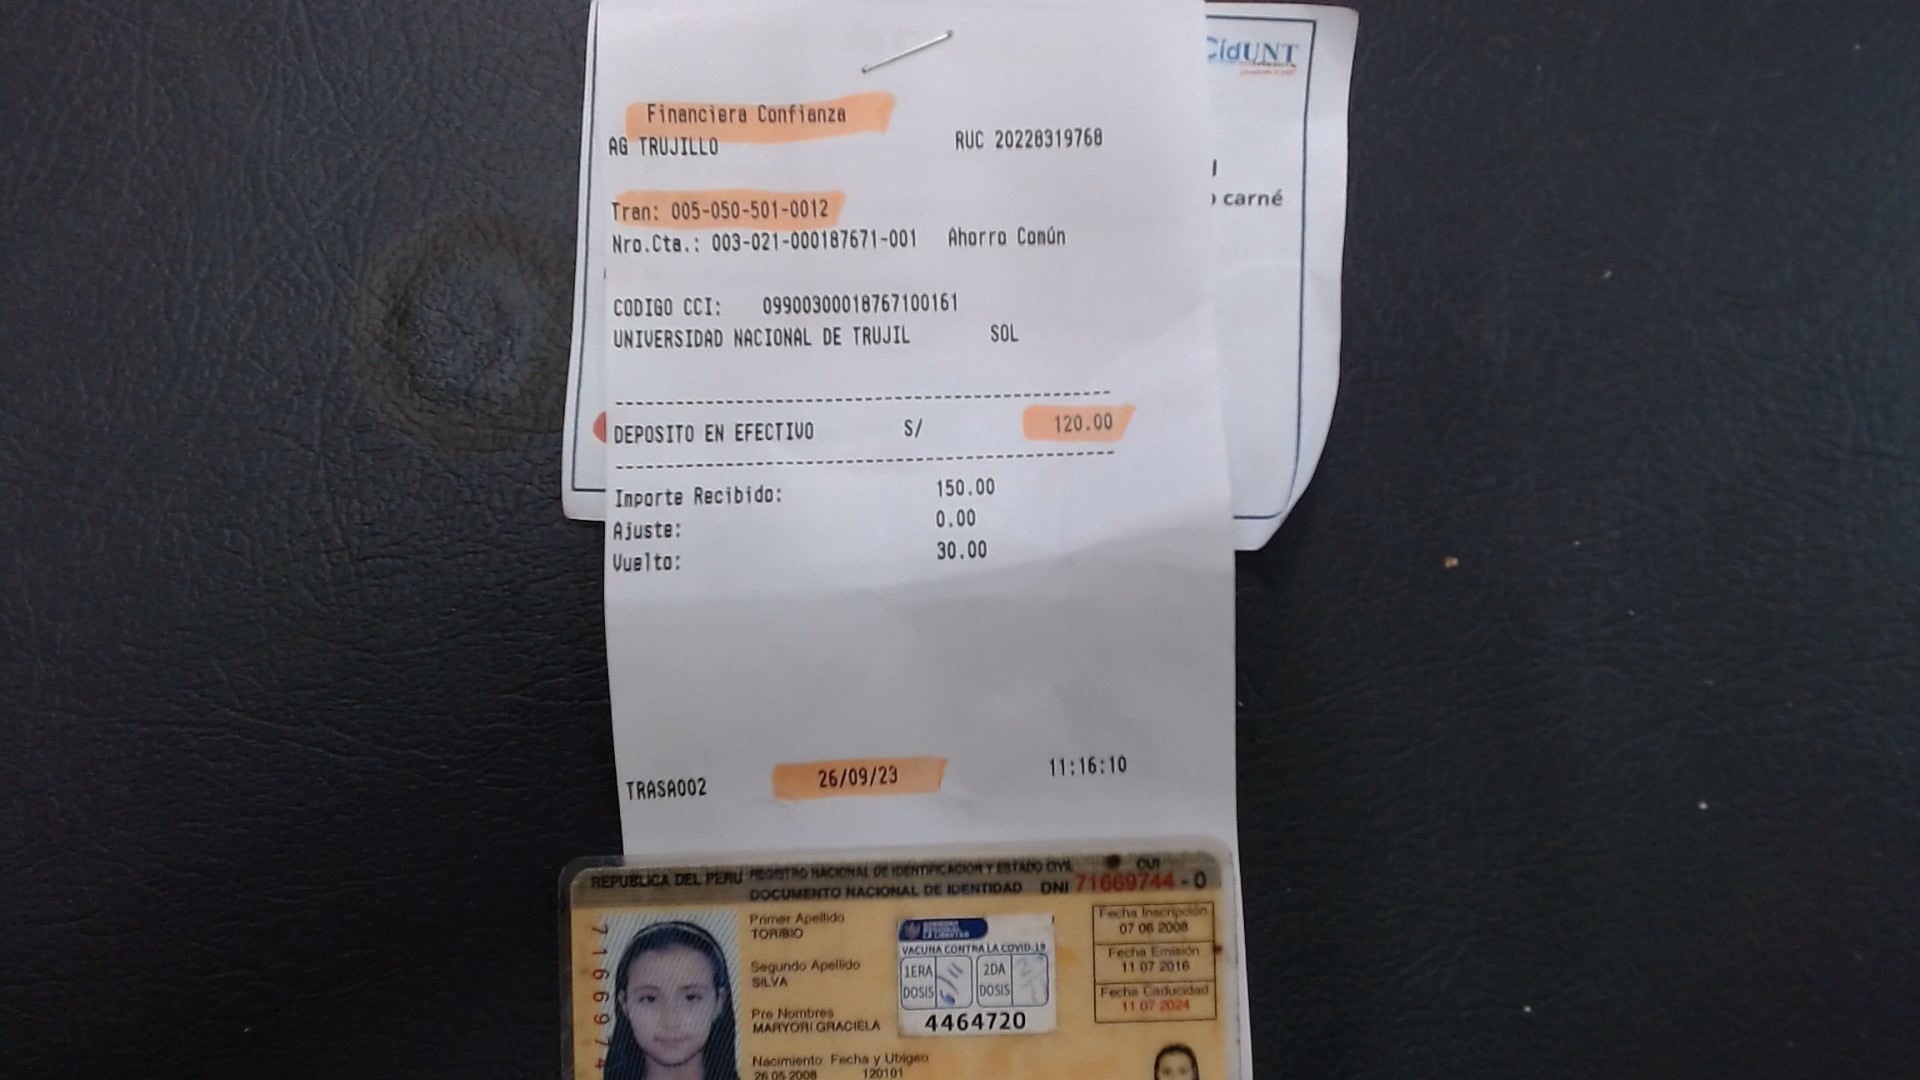 CidUNT
Financiera Confianza
AG TRUJILLO RUC 20228319768
carné
Tran: 005-050-501-0012
Nro.Cta.: 003-021-000187671-001 Ahorro Común
CODIGO CCI: 09900300018767100161
UNIVERSIDAD NACIONAL DE TRUJIL SOL
DEPOSITO EN EFECTIVO S/ 120.00
Importe Recibido: 150.00
Ajuste: 0.00
Vuelto: 30.00
TRASA002 26/09/23 11:16:10
REPUBLICA DEL PERU REGISTRO NACIONAL DE IDENTIFICACION Y ESTADO CIVIL CUI
DOCUMENTO NACIONAL DE IDENTIDAD DNI 71669744 - 0
Primer Apellido
TORIBIO
Segundo Apellido
SILVA
Pre Nombres
MARYORI GRACIELA
Nacimiento: Fecha y Ubigeo
26 05 2008 120101
GOBIERNO REGIONAL LA LIBERTAD
VACUNA CONTRA LA COVID-19
1ERA DOSIS 2DA DOSIS
4464720
Fecha Inscripción
07 06 2008
Fecha Emisión
11 07 2016
Fecha Caducidad
11 07 2024
7166974